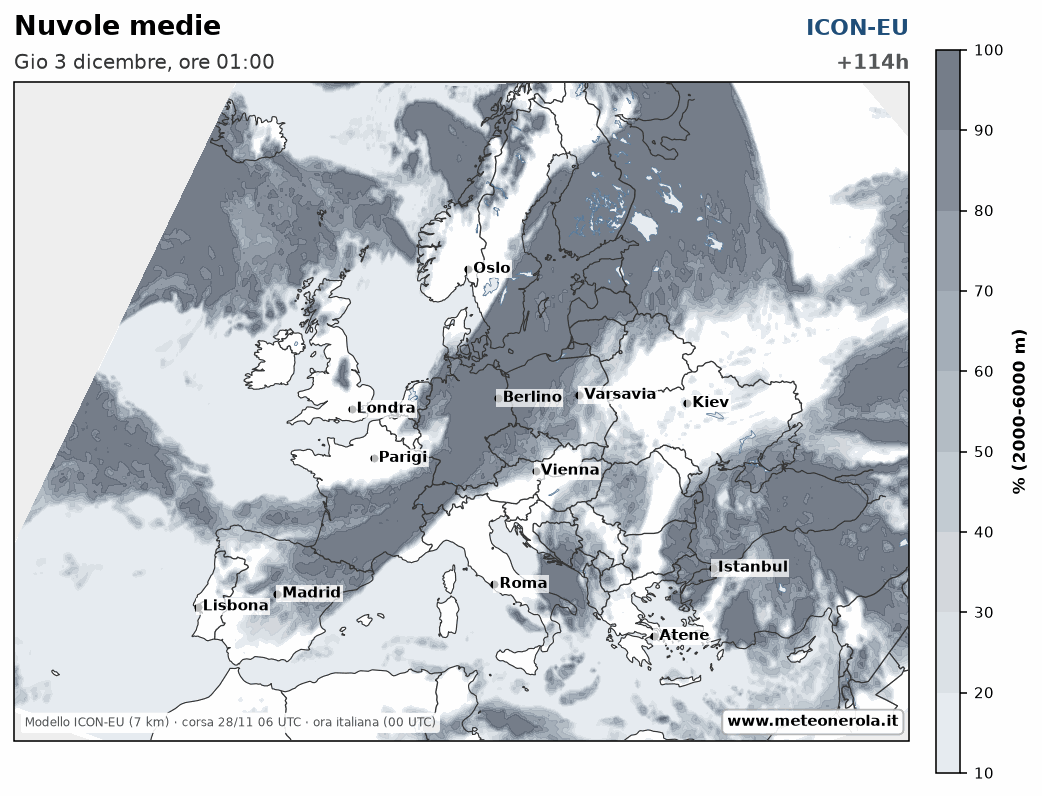 Nuvole medie
ICON-EU
Gio 3 dicembre, ore 01:00
+114h
100
90
80
70
60
50
40
30
20
10
% (2000-6000 m)
Oslo
Berlino
Varsavia
Kiev
Londra
Parigi
Vienna
Istanbul
Roma
Madrid
Lisbona
Atene
Modello ICON-EU (7 km) · corsa 28/11 06 UTC · ora italiana (00 UTC)
www.meteonerola.it